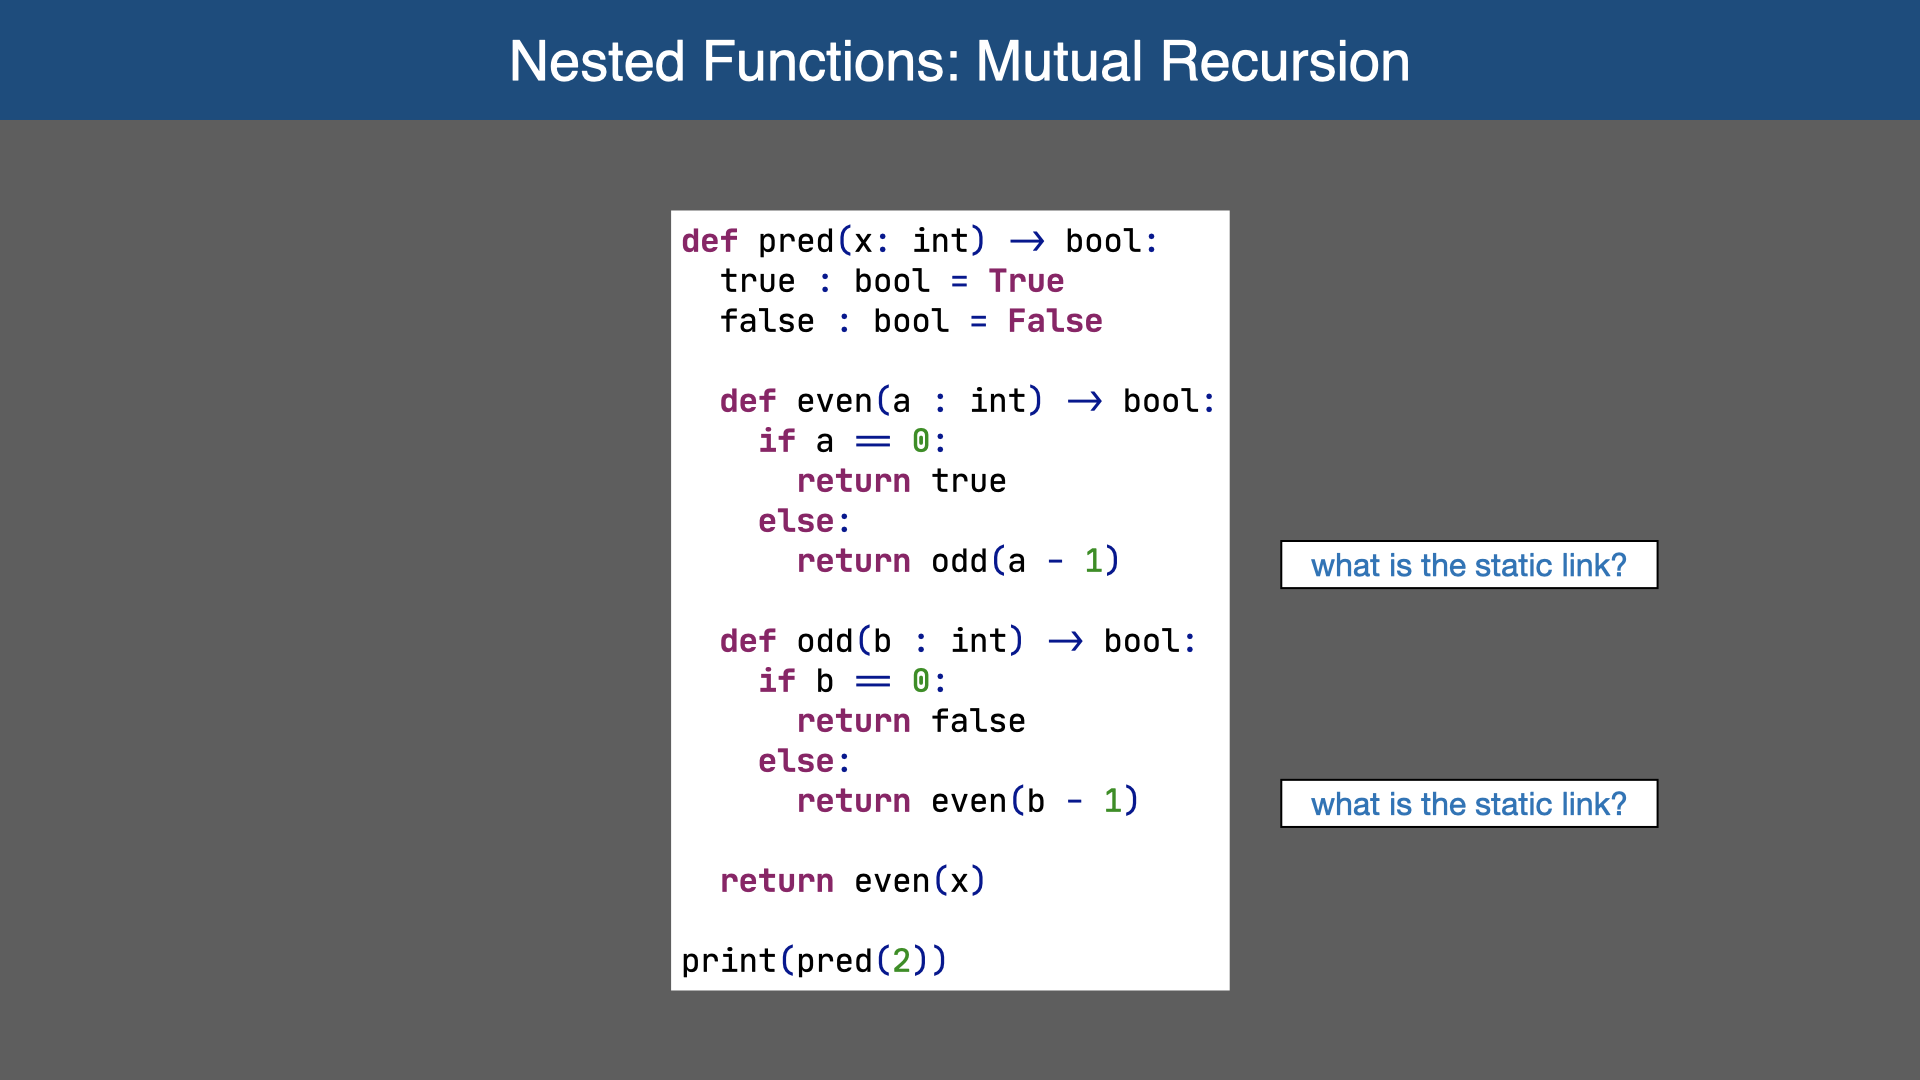 Nested Functions: Mutual Recursion
def pred(x: int) → bool:
true : bool = True
false : bool = False
def even(a : int) → bool:
if a == 0:
return true
else:
return odd(a - 1)
what is the static link?
def odd(b : int) → bool:
if b == 0:
return false
else:
return even(b - 1)
what is the static link?
return even(x)
print(pred(2))